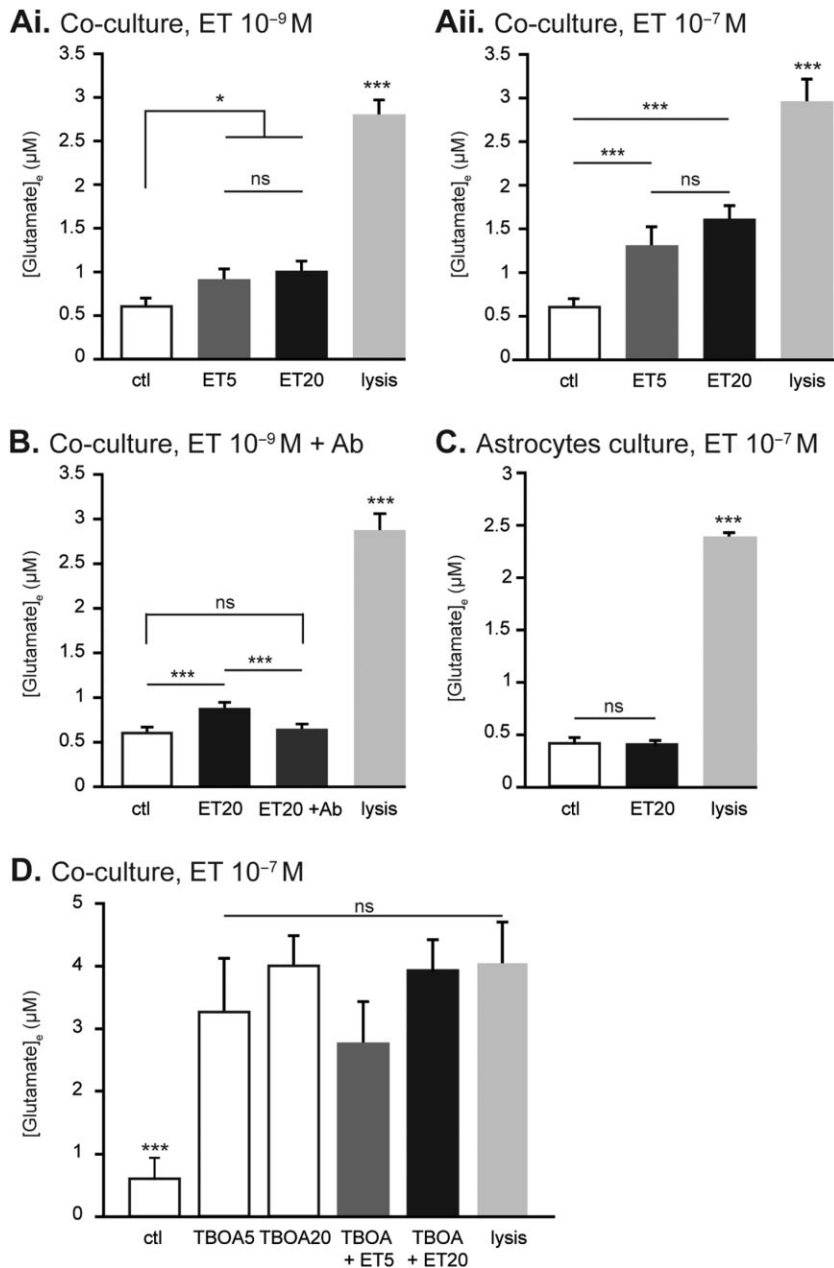 Ai. Co-culture, ET 10⁻⁹ M
[Glutamate]ₑ (µM)
3.5
3
2.5
2
1.5
1
0.5
0
*
ns
***
ctl ET5 ET20 lysis
Aii. Co-culture, ET 10⁻⁷ M
[Glutamate]ₑ (µM)
3.5
3
2.5
2
1.5
1
0.5
0
***
***
***
ns
ctl ET5 ET20 lysis
B. Co-culture, ET 10⁻⁹ M + Ab
[Glutamate]ₑ (µM)
3.5
3
2.5
2
1.5
1
0.5
0
***
ns
*** ***
ctl ET20 ET20 +Ab lysis
C. Astrocytes culture, ET 10⁻⁷ M
[Glutamate]ₑ (µM)
3
2.5
2
1.5
1
0.5
0
***
ns
ctl ET20 lysis
D. Co-culture, ET 10⁻⁷ M
[Glutamate]ₑ (µM)
5
4
3
2
1
0
ns
***
ctl TBOA5 TBOA20 TBOA TBOA lysis
+ ET5 + ET20